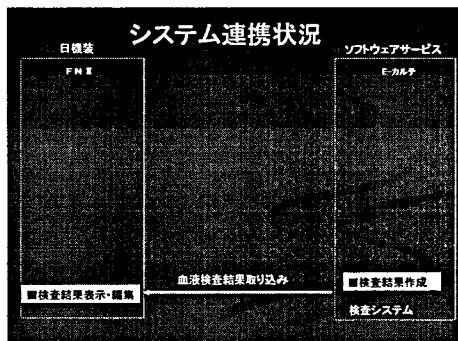 システム連携状況
日機装
ソフトウェアサービス
FNⅡ
E-カルテ
血液検査結果取り込み
■検査結果作成
■検査結果表示・編集
検査システム